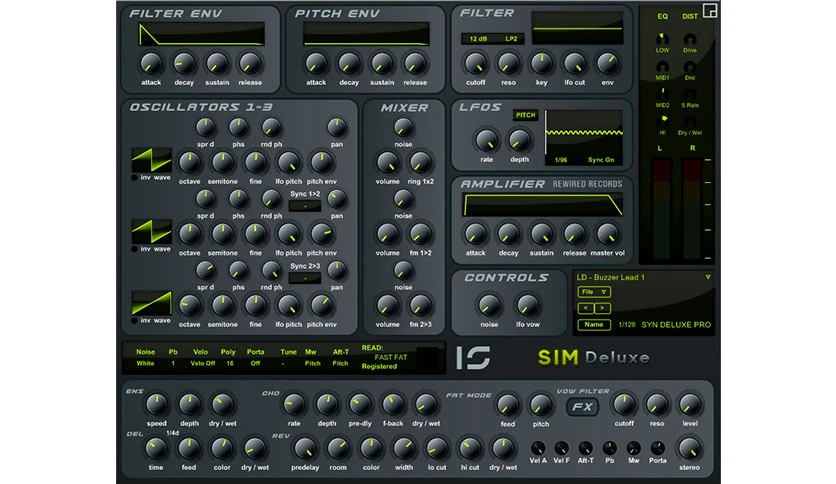 FILTER ENV
attack decay sustain release
PITCH ENV
attack decay sustain release
FILTER
12 dB LP2
cutoff reso key lfo cut env
EQ DIST
LOW Drive
MID1 Dist
MID2 S.Rate
HI Dry / Wet
L R
OSCILLATORS 1-3
spr d phs rnd ph pan
inv wave
octave semitone fine lfo pitch pitch env
Sync 1>2
-
spr d phs rnd ph pan
inv wave
octave semitone fine lfo pitch pitch env
Sync 2>3
-
spr d phs rnd ph pan
inv wave
octave semitone fine lfo pitch pitch env
MIXER
noise
volume ring 1x2
noise
volume fm 1>2
noise
volume fm 2>3
LFOS
PITCH
rate depth
1/96 Sync On
AMPLIFIER REWIRED RECORDS
attack decay sustain release master vol
CONTROLS
noise lfo vow
LD - Buzzer Lead 1
File
< >
Name 1/128 SYN DELUXE PRO
Noise Pb Velo Poly Porta Tune Mw Aft-T
White 1 Velo Off 16 Off - Pitch Pitch
READ:
FAST FAT
Registered
SIM Deluxe
ENS
speed depth dry / wet
CHO
rate depth pre-dly f-back dry / wet
FAT MODE
feed pitch
VOW FILTER
FX
cutoff reso level
DEL 1/4d
time feed color dry / wet
REV
predelay room color width lo cut hi cut dry / wet
Vel A Vel F Aft-T Pb Mw Porta
stereo